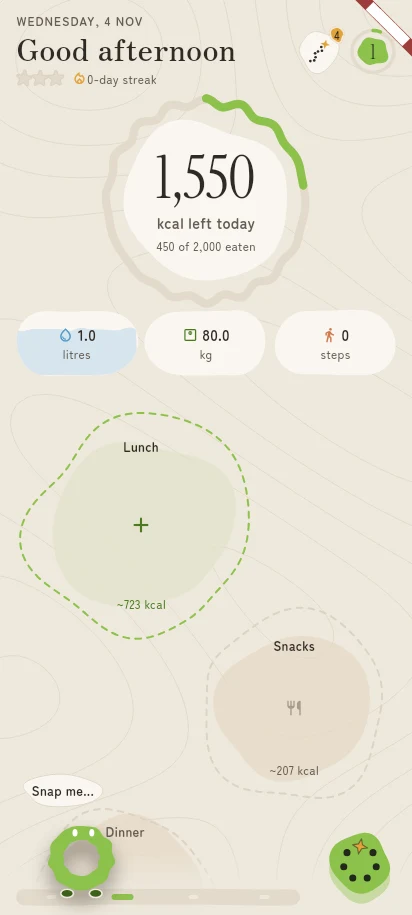 WEDNESDAY, 4 NOV
Good afternoon
4
1
0-day streak
1,550
kcal left today
450 of 2,000 eaten
1.0
litres
80.0
kg
0
steps
Lunch
+
~723 kcal
Snacks
~207 kcal
Snap me...
Dinner